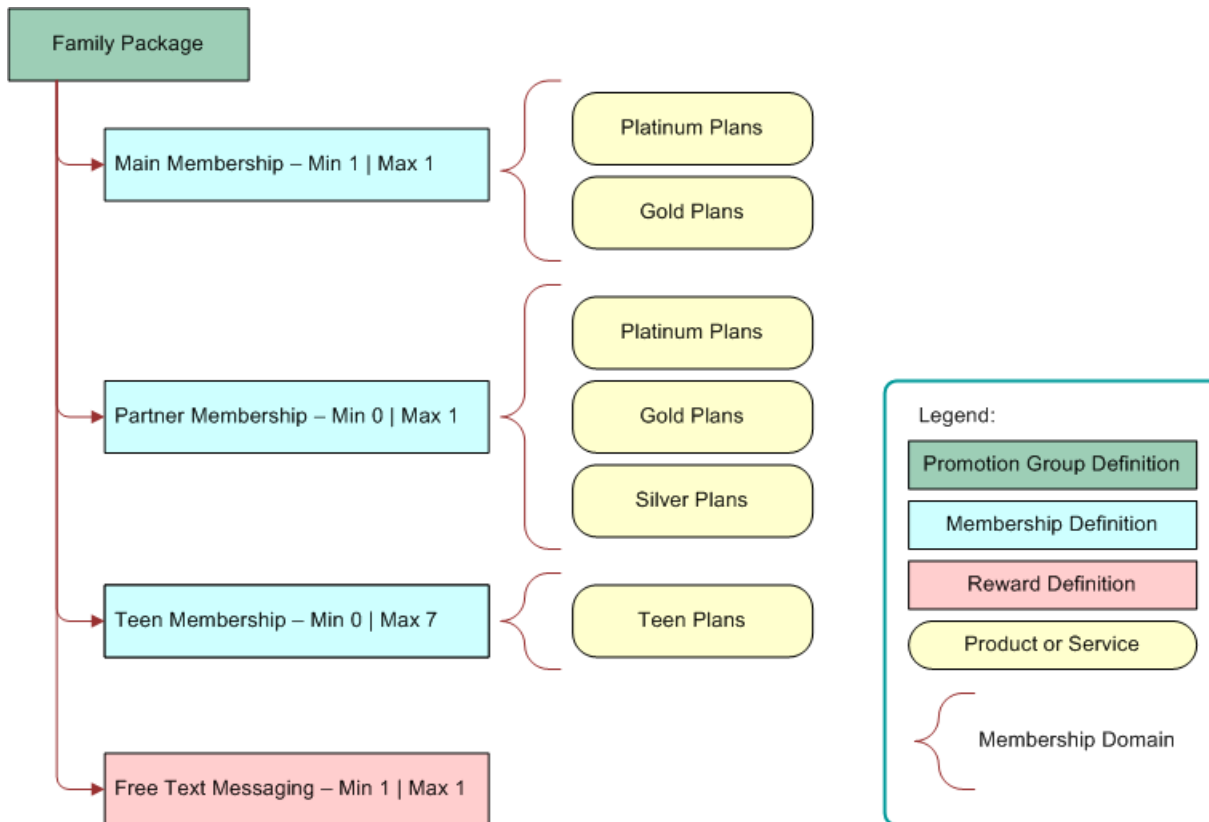 Family Package
Main Membership – Min 1 | Max 1
Platinum Plans
Gold Plans
Partner Membership – Min 0 | Max 1
Platinum Plans
Gold Plans
Silver Plans
Teen Membership – Min 0 | Max 7
Teen Plans
Free Text Messaging – Min 1 | Max 1
Legend:
Promotion Group Definition
Membership Definition
Reward Definition
Product or Service
Membership Domain